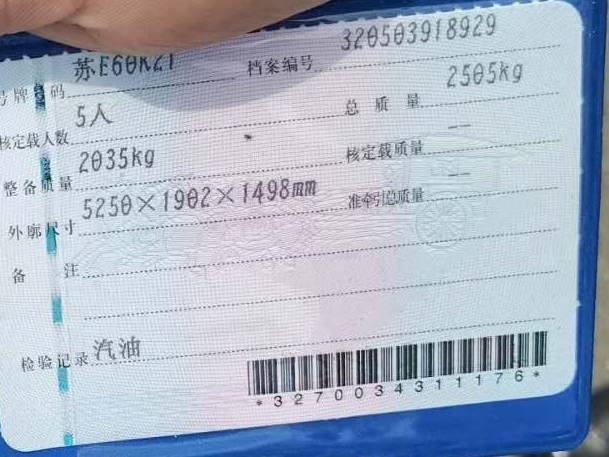 号牌号码 苏E60K21 档案编号 320503918929
核定载人数 5人 总质量 2505kg
整备质量 2035kg 核定载质量 --
外廓尺寸 5250×1902×1498mm 准牵引总质量 --
备注
检验记录 汽油
*3270034311176*